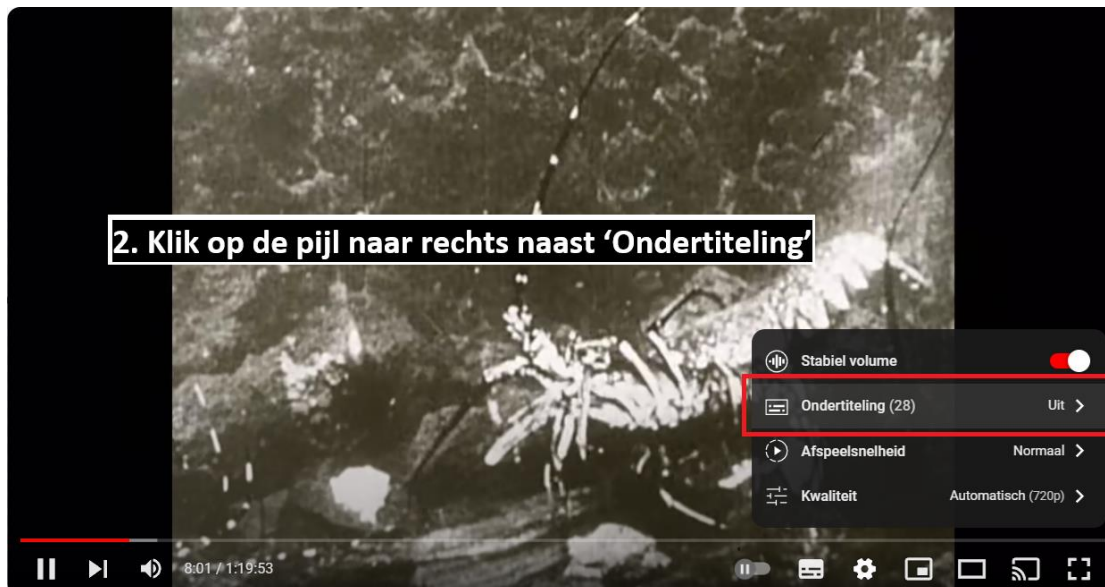 2. Klik op de pijl naar rechts naast ‘Ondertiteling’
Stabiel volume
Ondertiteling (28) Uit
Afspeelsnelheid Normaal
Kwaliteit Automatisch (720p)
8:01 / 1:19:53